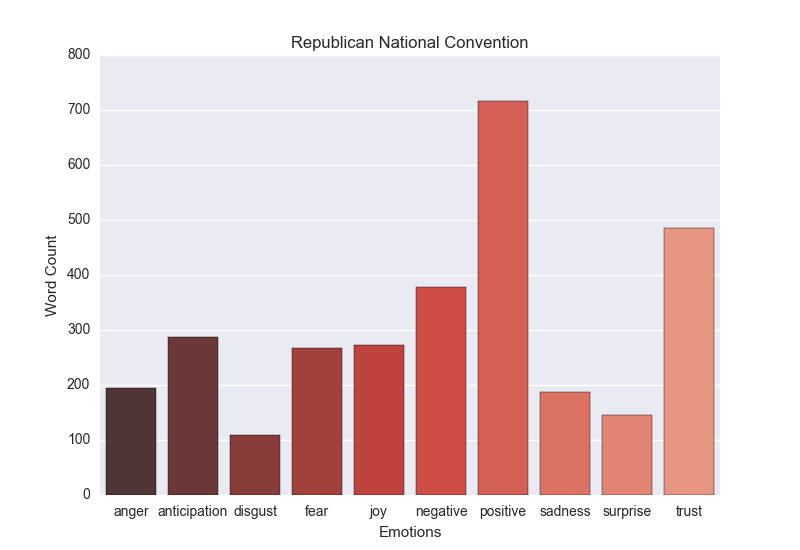 Republican National Convention
800
700
600
500
400
300
200
100
0
Word Count
anger anticipation disgust fear joy negative positive sadness surprise trust
Emotions